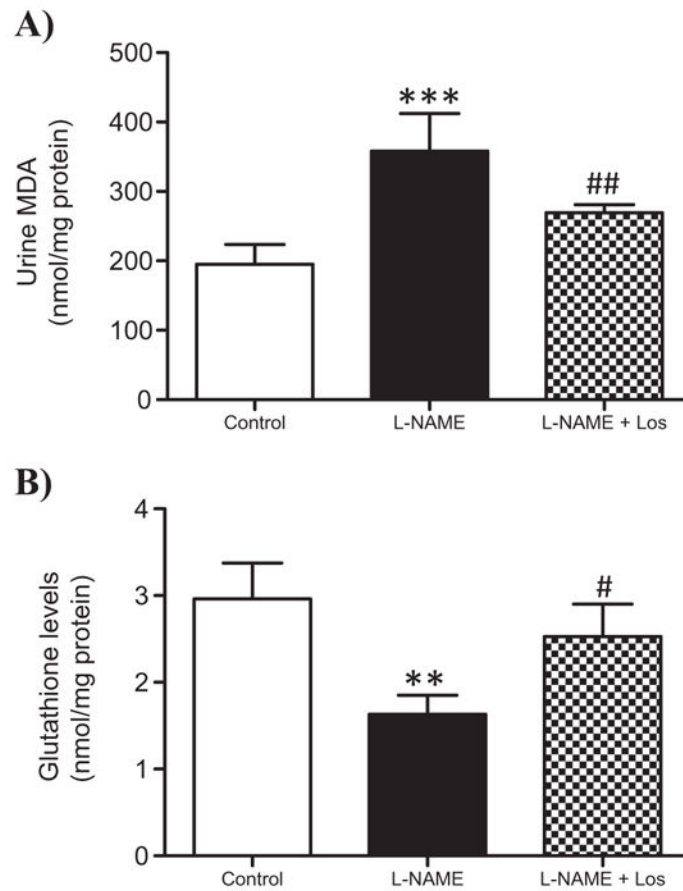 A)
500
400
300
200
100
0
Urine MDA
(nmol/mg protein)
***
##
Control
L-NAME
L-NAME + Los
B)
4
3
2
1
0
Glutathione levels
(nmol/mg protein)
**
#
Control
L-NAME
L-NAME + Los